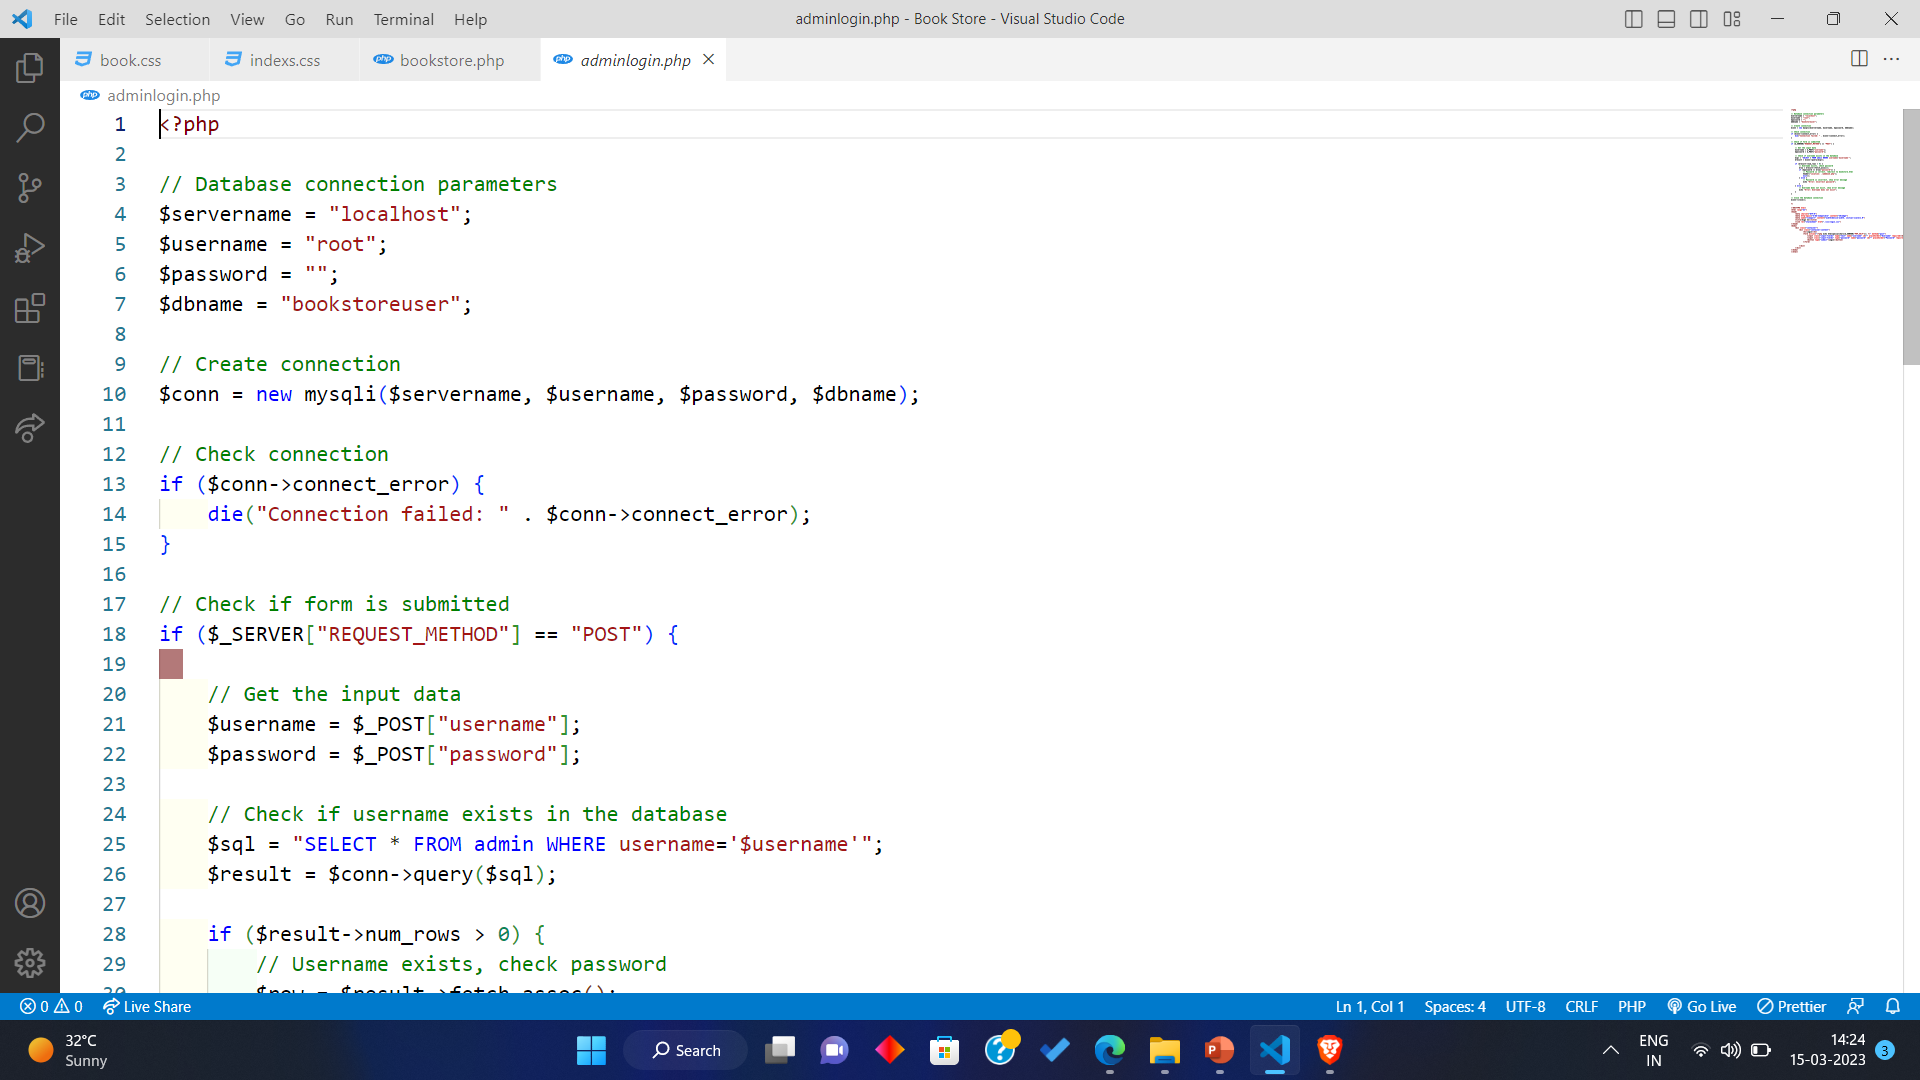 File Edit Selection View Go Run Terminal Help
adminlogin.php - Book Store - Visual Studio Code
book.css
indexs.css
bookstore.php
adminlogin.php
adminlogin.php
1 <?php
2
3 // Database connection parameters
4 $servername = "localhost";
5 $username = "root";
6 $password = "";
7 $dbname = "bookstoreuser";
8
9 // Create connection
10 $conn = new mysqli($servername, $username, $password, $dbname);
11
12 // Check connection
13 if ($conn->connect_error) {
14 die("Connection failed: " . $conn->connect_error);
15 }
16
17 // Check if form is submitted
18 if ($_SERVER["REQUEST_METHOD"] == "POST") {
19
20 // Get the input data
21 $username = $_POST["username"];
22 $password = $_POST["password"];
23
24 // Check if username exists in the database
25 $sql = "SELECT * FROM admin WHERE username='$username'";
26 $result = $conn->query($sql);
27
28 if ($result->num_rows > 0) {
29 // Username exists, check password
30 $row = $result->fetch_assoc();
0 0 Live Share
Ln 1, Col 1 Spaces: 4 UTF-8 CRLF PHP Go Live Prettier
32°C
Sunny
Search
ENG
IN
14:24
15-03-2023
3